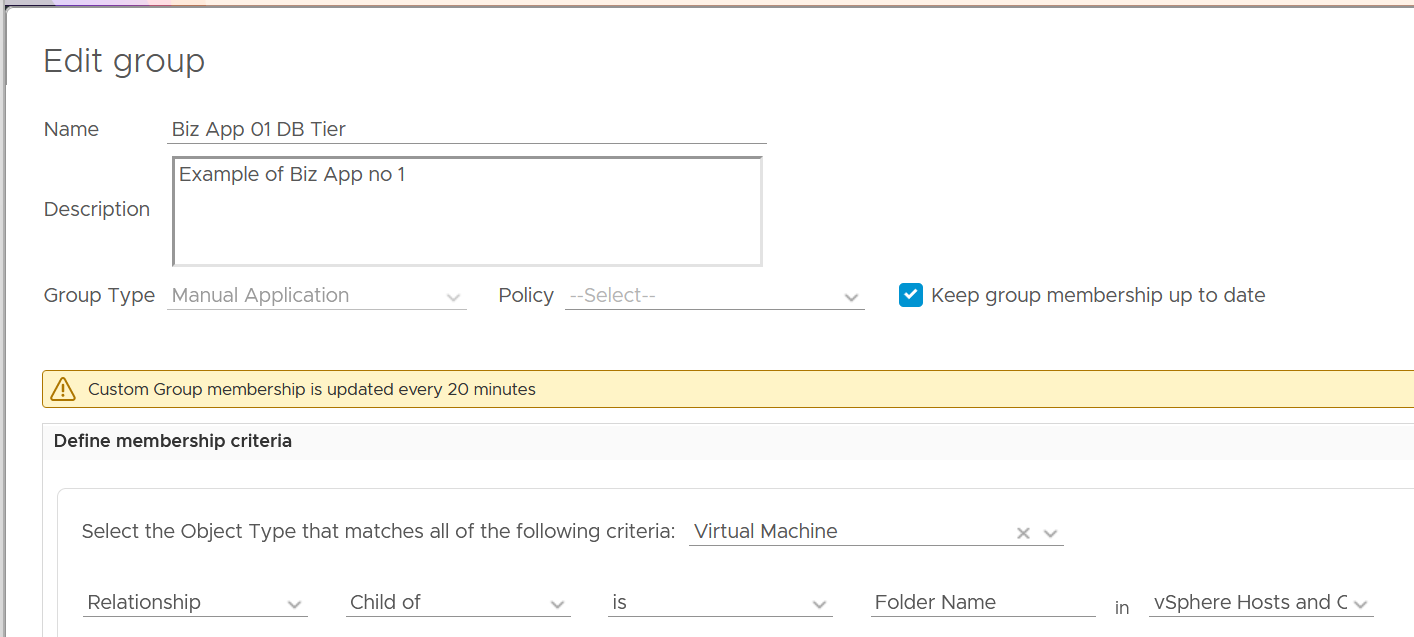 Edit group
Name Biz App 01 DB Tier
Description Example of Biz App no 1
Group Type Manual Application Policy --Select-- Keep group membership up to date
Custom Group membership is updated every 20 minutes
Define membership criteria
Select the Object Type that matches all of the following criteria: Virtual Machine
Relationship Child of is Folder Name in vSphere Hosts and C